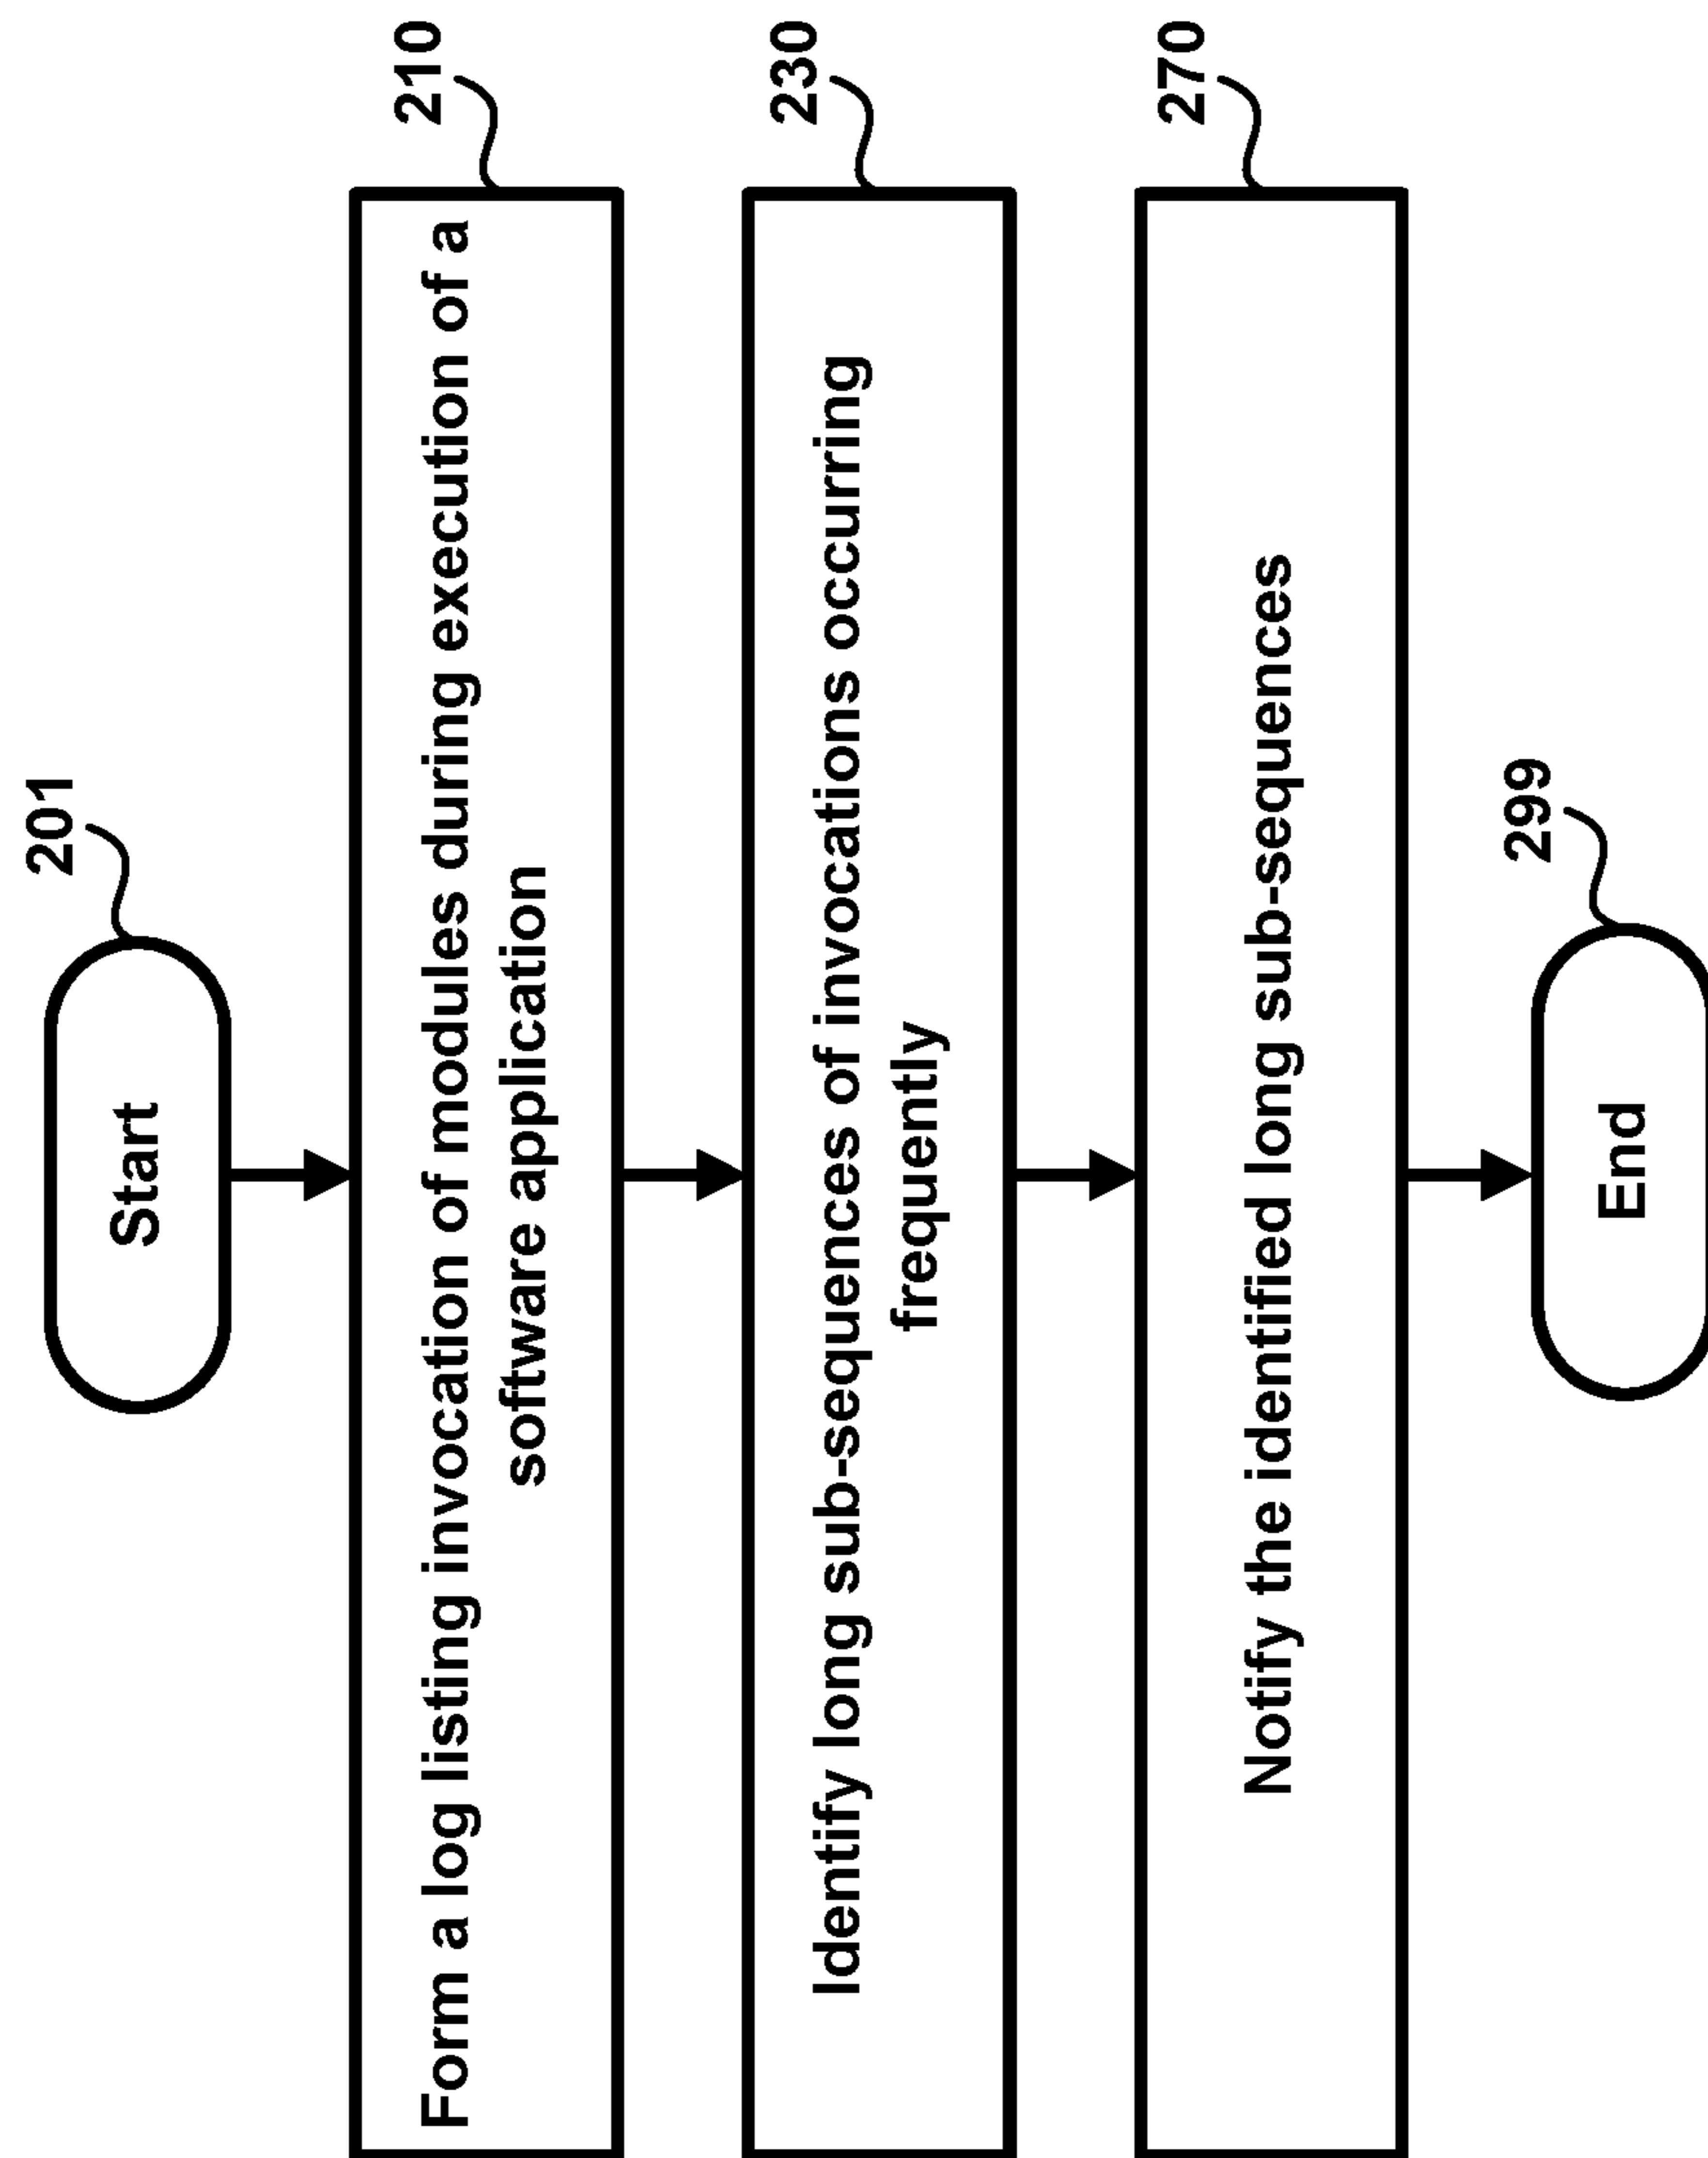 201
Start
210
Form a log listing invocation of modules during execution of a
software application
230
Identify long sub-sequences of invocations occurring
frequently
270
Notify the identified long sub-sequences
299
End